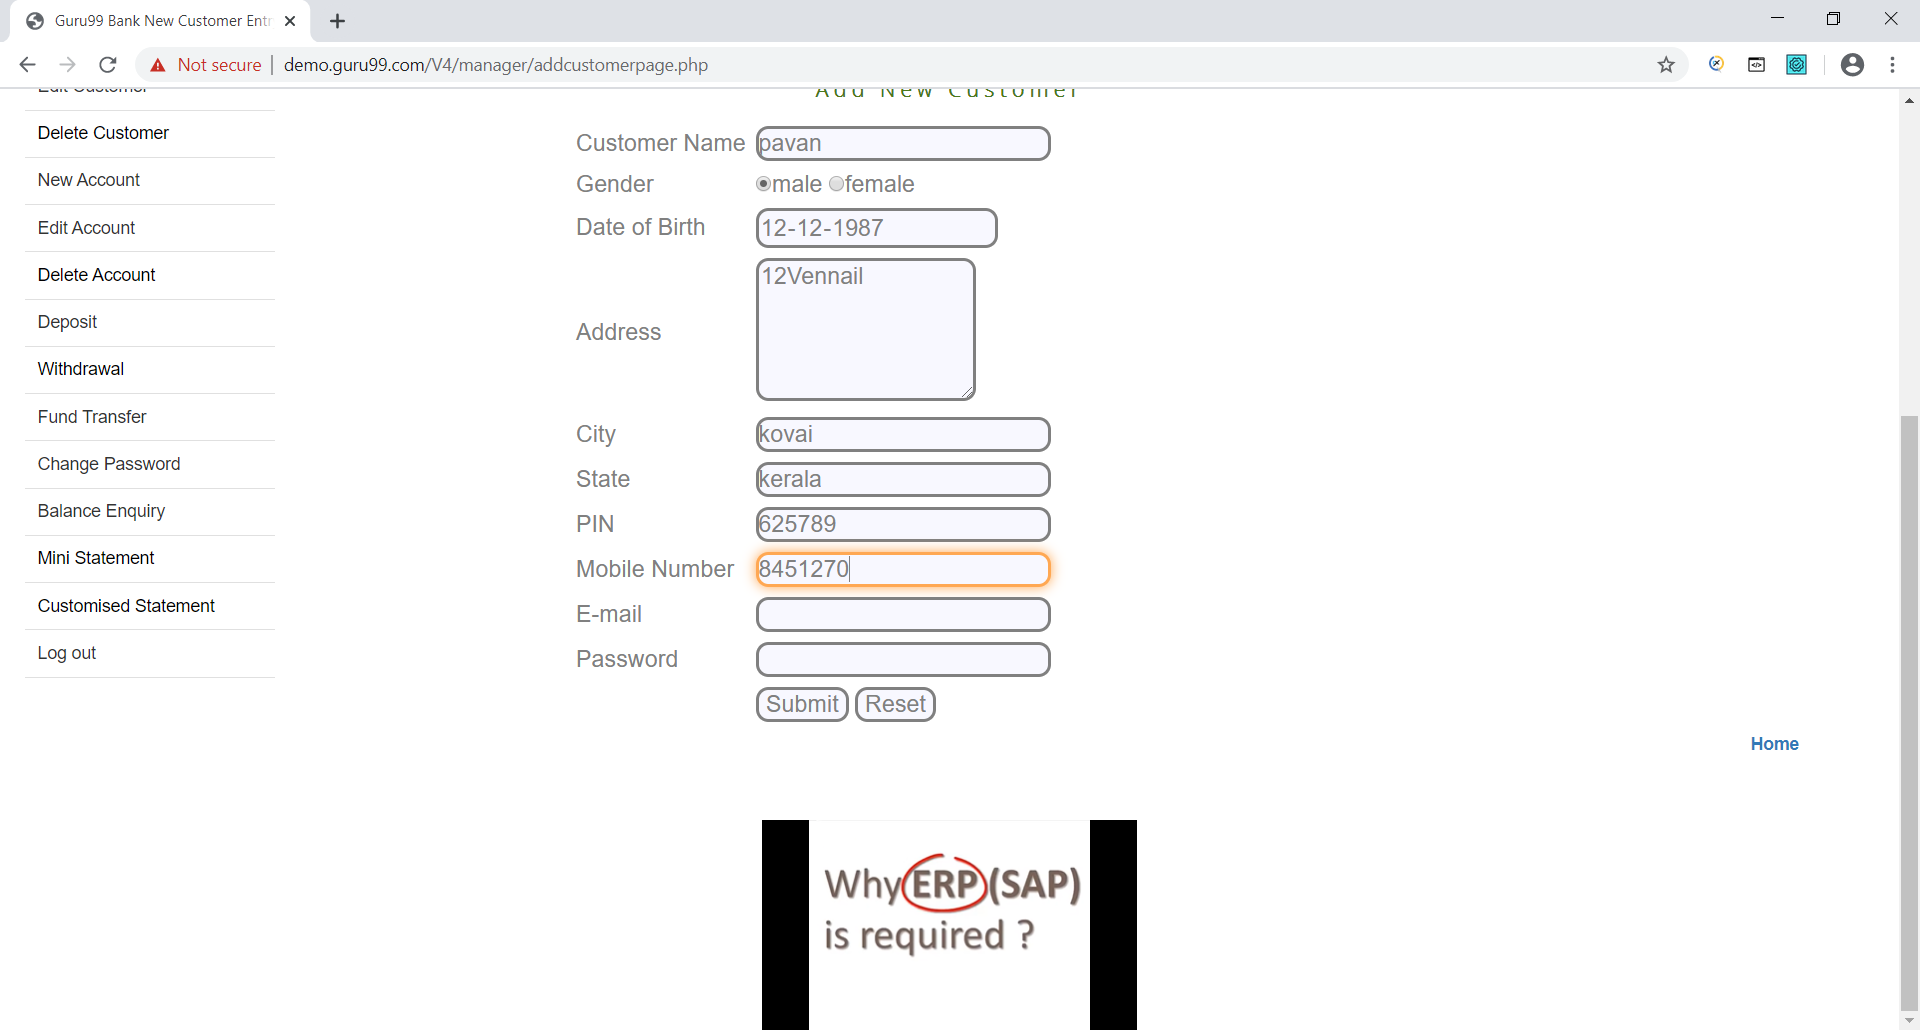 Guru99 Bank New Customer Entr
Not secure
demo.guru99.com/V4/manager/addcustomerpage.php
Edit Customer
Delete Customer
New Account
Edit Account
Delete Account
Deposit
Withdrawal
Fund Transfer
Change Password
Balance Enquiry
Mini Statement
Customised Statement
Log out
Add New Customer
Customer Name pavan
Gender male female
Date of Birth 12-12-1987
Address 12Vennail
City kovai
State kerala
PIN 625789
Mobile Number 8451270
E-mail
Password
Submit Reset
Home
Why ERP (SAP)
is required ?